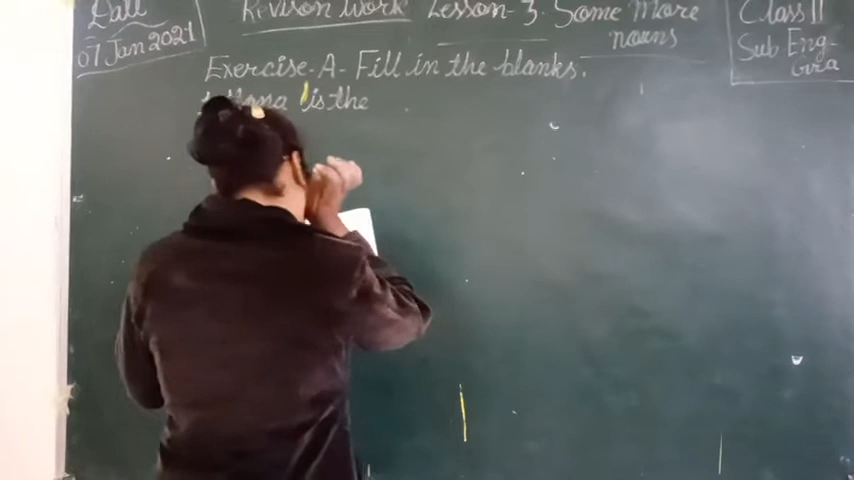 Date
07 Jan 2021
Revison Work
Lesson-3.
Some More
nouns
Class II
Sub Eng-
Exercise-A- Fill in the blanks.
is the